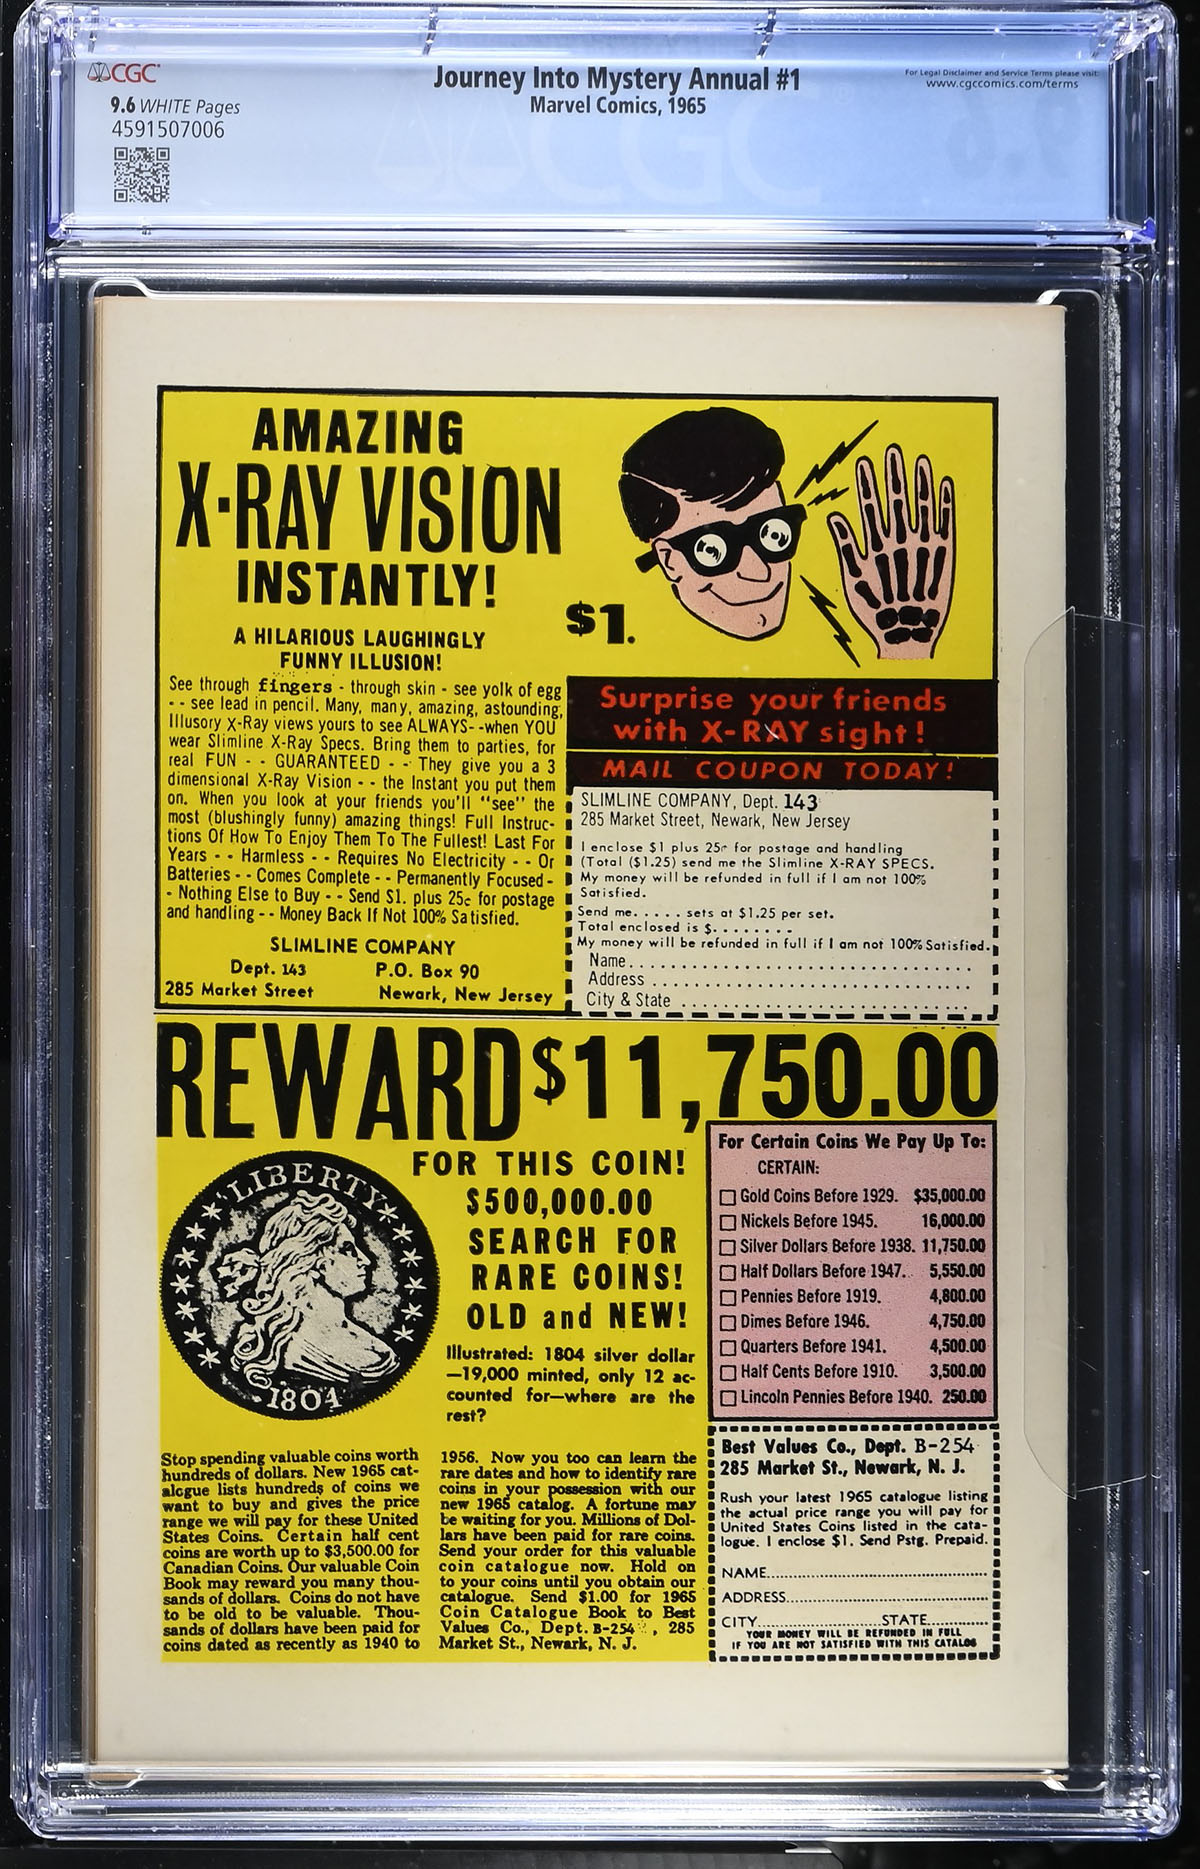 CGC
9.6 WHITE Pages
4591507006
Journey Into Mystery Annual #1
Marvel Comics, 1965
For Legal Disclaimer and Service Terms please visit:
www.cgccomics.com/terms
AMAZING
X-RAY VISION
INSTANTLY!
$1.
A HILARIOUS LAUGHINGLY
FUNNY ILLUSION!
See through fingers - through skin - see yolk of egg
- - see lead in pencil. Many, many, amazing, astounding,
Illusory X-Ray views yours to see ALWAYS- -when YOU
wear Slimline X-Ray Specs. Bring them to parties, for
real FUN - - GUARANTEED - - They give you a 3
dimensional X-Ray Vision - - the Instant you put them
on. When you look at your friends you'll "see" the
most (blushingly funny) amazing things! Full Instruc-
tions Of How To Enjoy Them To The Fullest! Last For
Years - - Harmless - - Requires No Electricity - - Or
Batteries - - Comes Complete - - Permanently Focused -
- Nothing Else to Buy - - Send $1. plus 25c for postage
and handling - - Money Back If Not 100% Satisfied.
SLIMLINE COMPANY
Dept. 143 P.O. Box 90
285 Market Street Newark, New Jersey
Surprise your friends
with X-RAY sight!
MAIL COUPON TODAY!
SLIMLINE COMPANY, Dept. 143
285 Market Street, Newark, New Jersey
I enclose $1 plus 25c for postage and handling
(Total ($1.25) send me the Slimline X-RAY SPECS.
My money will be refunded in full if I am not 100%
Satisfied.
Send me. . . . . sets at $1.25 per set.
Total enclosed is $. . . . . . . .
My money will be refunded in full if I am not 100% Satisfied.
Name
Address
City & State
REWARD $11,750.00
FOR THIS COIN!
$500,000.00
SEARCH FOR
RARE COINS!
OLD and NEW!
LIBERTY
1804
Illustrated: 1804 silver dollar
—19,000 minted, only 12 ac-
counted for—where are the
rest?
Stop spending valuable coins worth
hundreds of dollars. New 1965 cat-
alogue lists hundreds of coins we
want to buy and gives the price
range we will pay for these United
States Coins. Certain half cent
coins are worth up to $3,500.00 for
Canadian Coins. Our valuable Coin
Book may reward you many thou-
sands of dollars. Coins do not have
to be old to be valuable. Thou-
sands of dollars have been paid for
coins dated as recently as 1940 to
1956. Now you too can learn the
rare dates and how to identify rare
coins in your possession with our
new 1965 catalog. A fortune may
be waiting for you. Millions of Dol-
lars have been paid for rare coins.
Send your order for this valuable
coin catalogue now. Hold on
to your coins until you obtain our
catalogue. Send $1.00 for 1965
Coin Catalogue Book to Best
Values Co., Dept. B-254, 285
Market St., Newark, N. J.
For Certain Coins We Pay Up To:
CERTAIN:
Gold Coins Before 1929. $35,000.00
Nickels Before 1945. 16,000.00
Silver Dollars Before 1938. 11,750.00
Half Dollars Before 1947. 5,550.00
Pennies Before 1919. 4,800.00
Dimes Before 1946. 4,750.00
Quarters Before 1941. 4,500.00
Half Cents Before 1910. 3,500.00
Lincoln Pennies Before 1940. 250.00
Best Values Co., Dept. B-254
285 Market St., Newark, N. J.
Rush your latest 1965 catalogue listing
the actual price range you will pay for
United States Coins listed in the cata-
logue. I enclose $1. Send Pstg. Prepaid.
NAME
ADDRESS
CITY STATE
YOUR MONEY WILL BE REFUNDED IN FULL
IF YOU ARE NOT SATISFIED WITH THIS CATALOG